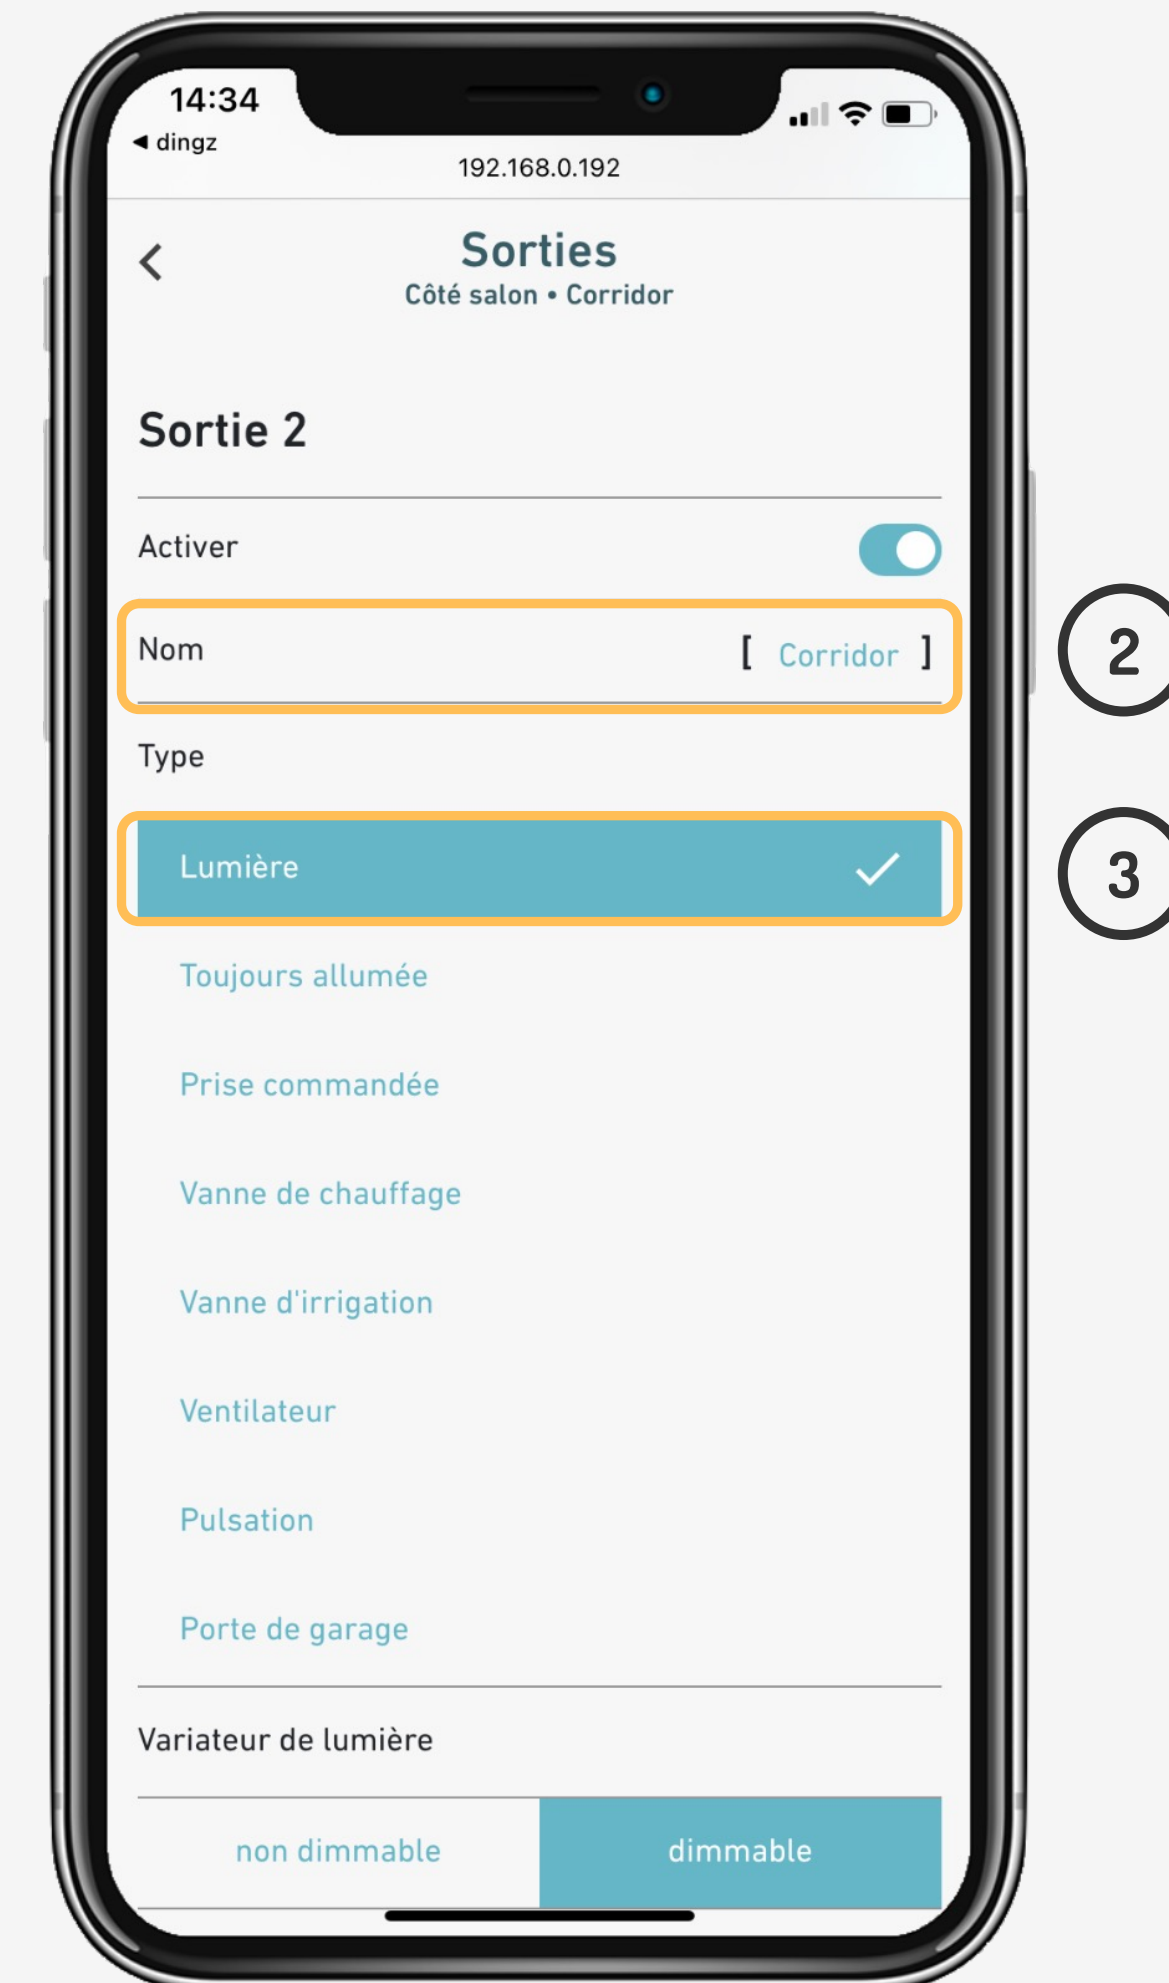 14:34
◀ dingz
192.168.0.192
Sorties
Côté salon • Corridor
Sortie 2
Activer
Nom [ Corridor ]
2
Type
Lumière
3
Toujours allumée
Prise commandée
Vanne de chauffage
Vanne d'irrigation
Ventilateur
Pulsation
Porte de garage
Variateur de lumière
non dimmable dimmable